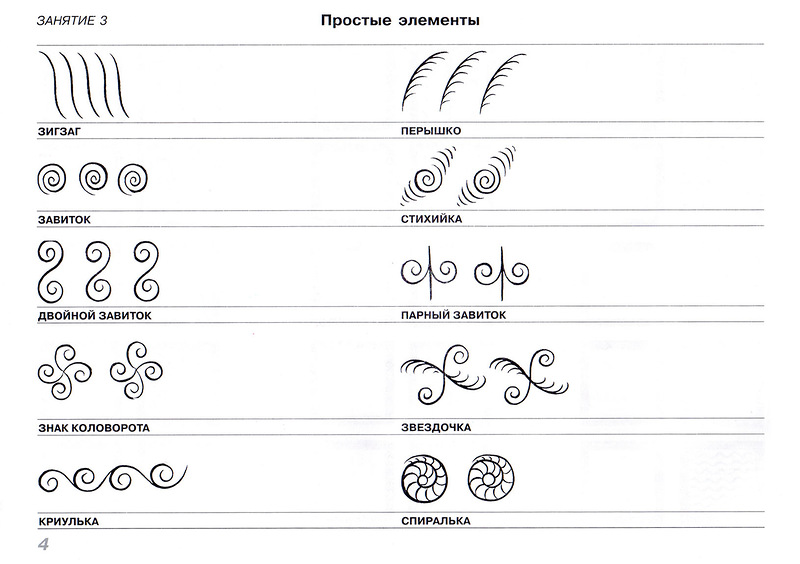 ЗАНЯТИЕ 3
Простые элементы
ЗИГЗАГ
ПЕРЫШКО
ЗАВИТОК
СТИХИЙКА
ДВОЙНОЙ ЗАВИТОК
ПАРНЫЙ ЗАВИТОК
ЗНАК КОЛОВОРОТА
ЗВЕЗДОЧКА
КРИУЛЬКА
СПИРАЛЬКА
4